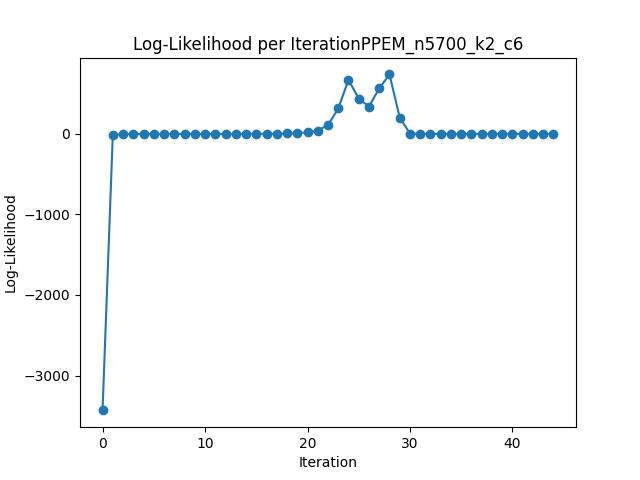 Log-Likelihood per IterationPPEM_n5700_k2_c6
0
−1000
−2000
−3000
Log-Likelihood
0 10 20 30 40
Iteration